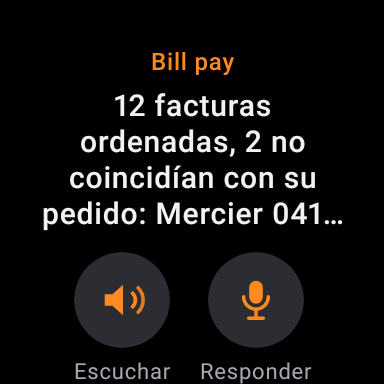 Bill pay
12 facturas
ordenadas, 2 no
coincidían con su
pedido: Mercier 041…
Escuchar Responder